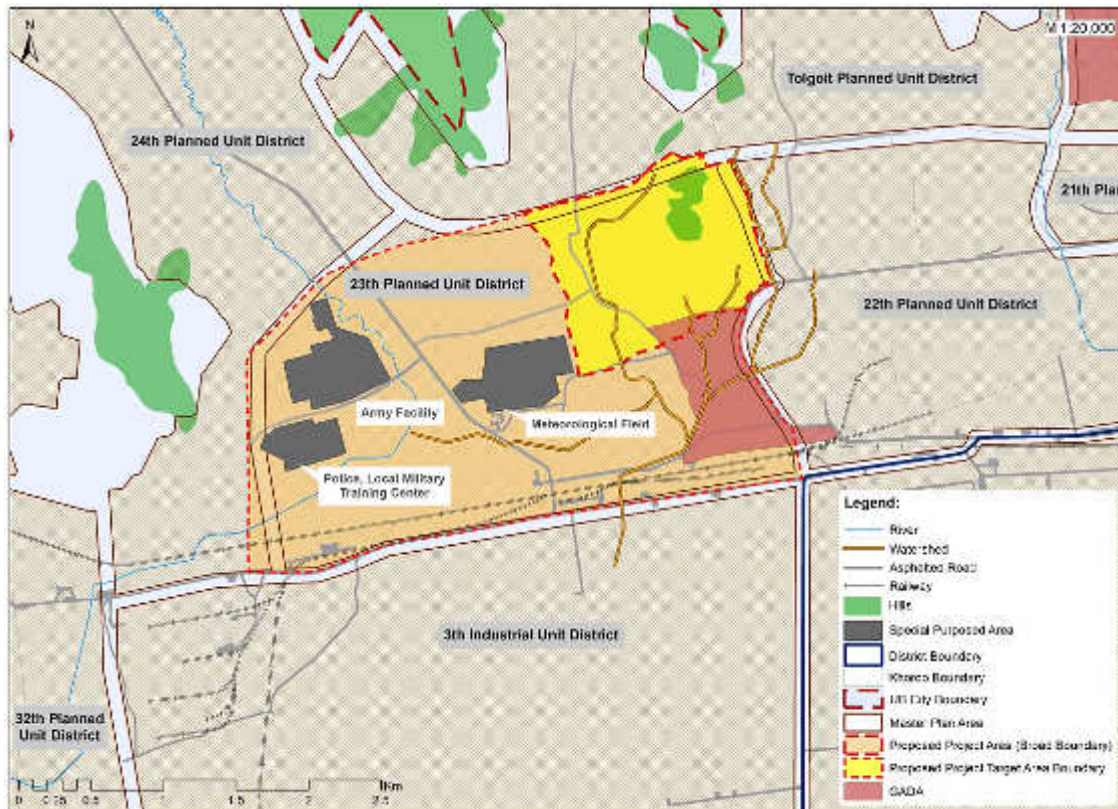 N
M 1:20,000
Tolgoit Planned Unit District
24th Planned Unit District
21th Plan
23th Planned Unit District
22th Planned Unit District
Army Facility
Meteorological Field
Police, Local Military
Training Center
3th Industrial Unit District
32th Planned
Unit District
Legend:
River
Watershed
Asphalted Road
Railway
Hills
Special Purposed Area
District Boundary
Khoroo Boundary
UB City Boundary
Master Plan Area
Proposed Project Area (Broad Boundary)
Proposed Project Target Area Boundary
0 0.25 0.5 1 1.5 2 2.5
Km